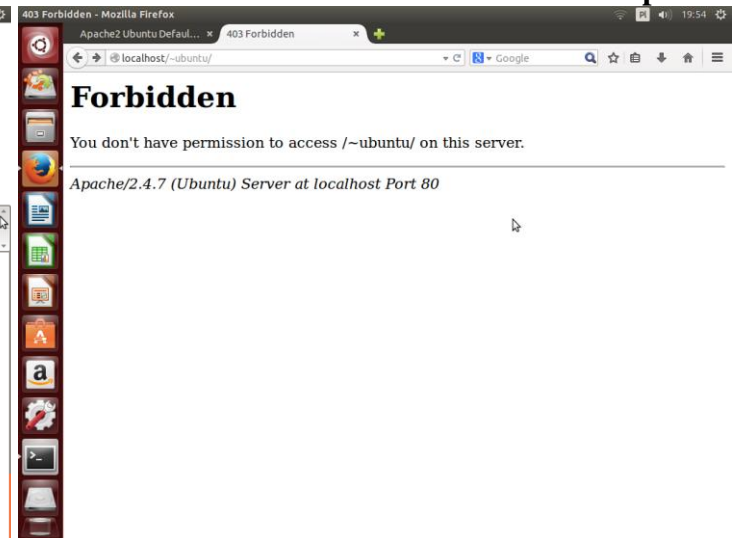 403 Forbidden - Mozilla Firefox
Pl
19:54
Apache2 Ubuntu Defaul... ×
403 Forbidden ×
localhost/~ubuntu/
Google
Forbidden
You don't have permission to access /~ubuntu/ on this server.
Apache/2.4.7 (Ubuntu) Server at localhost Port 80